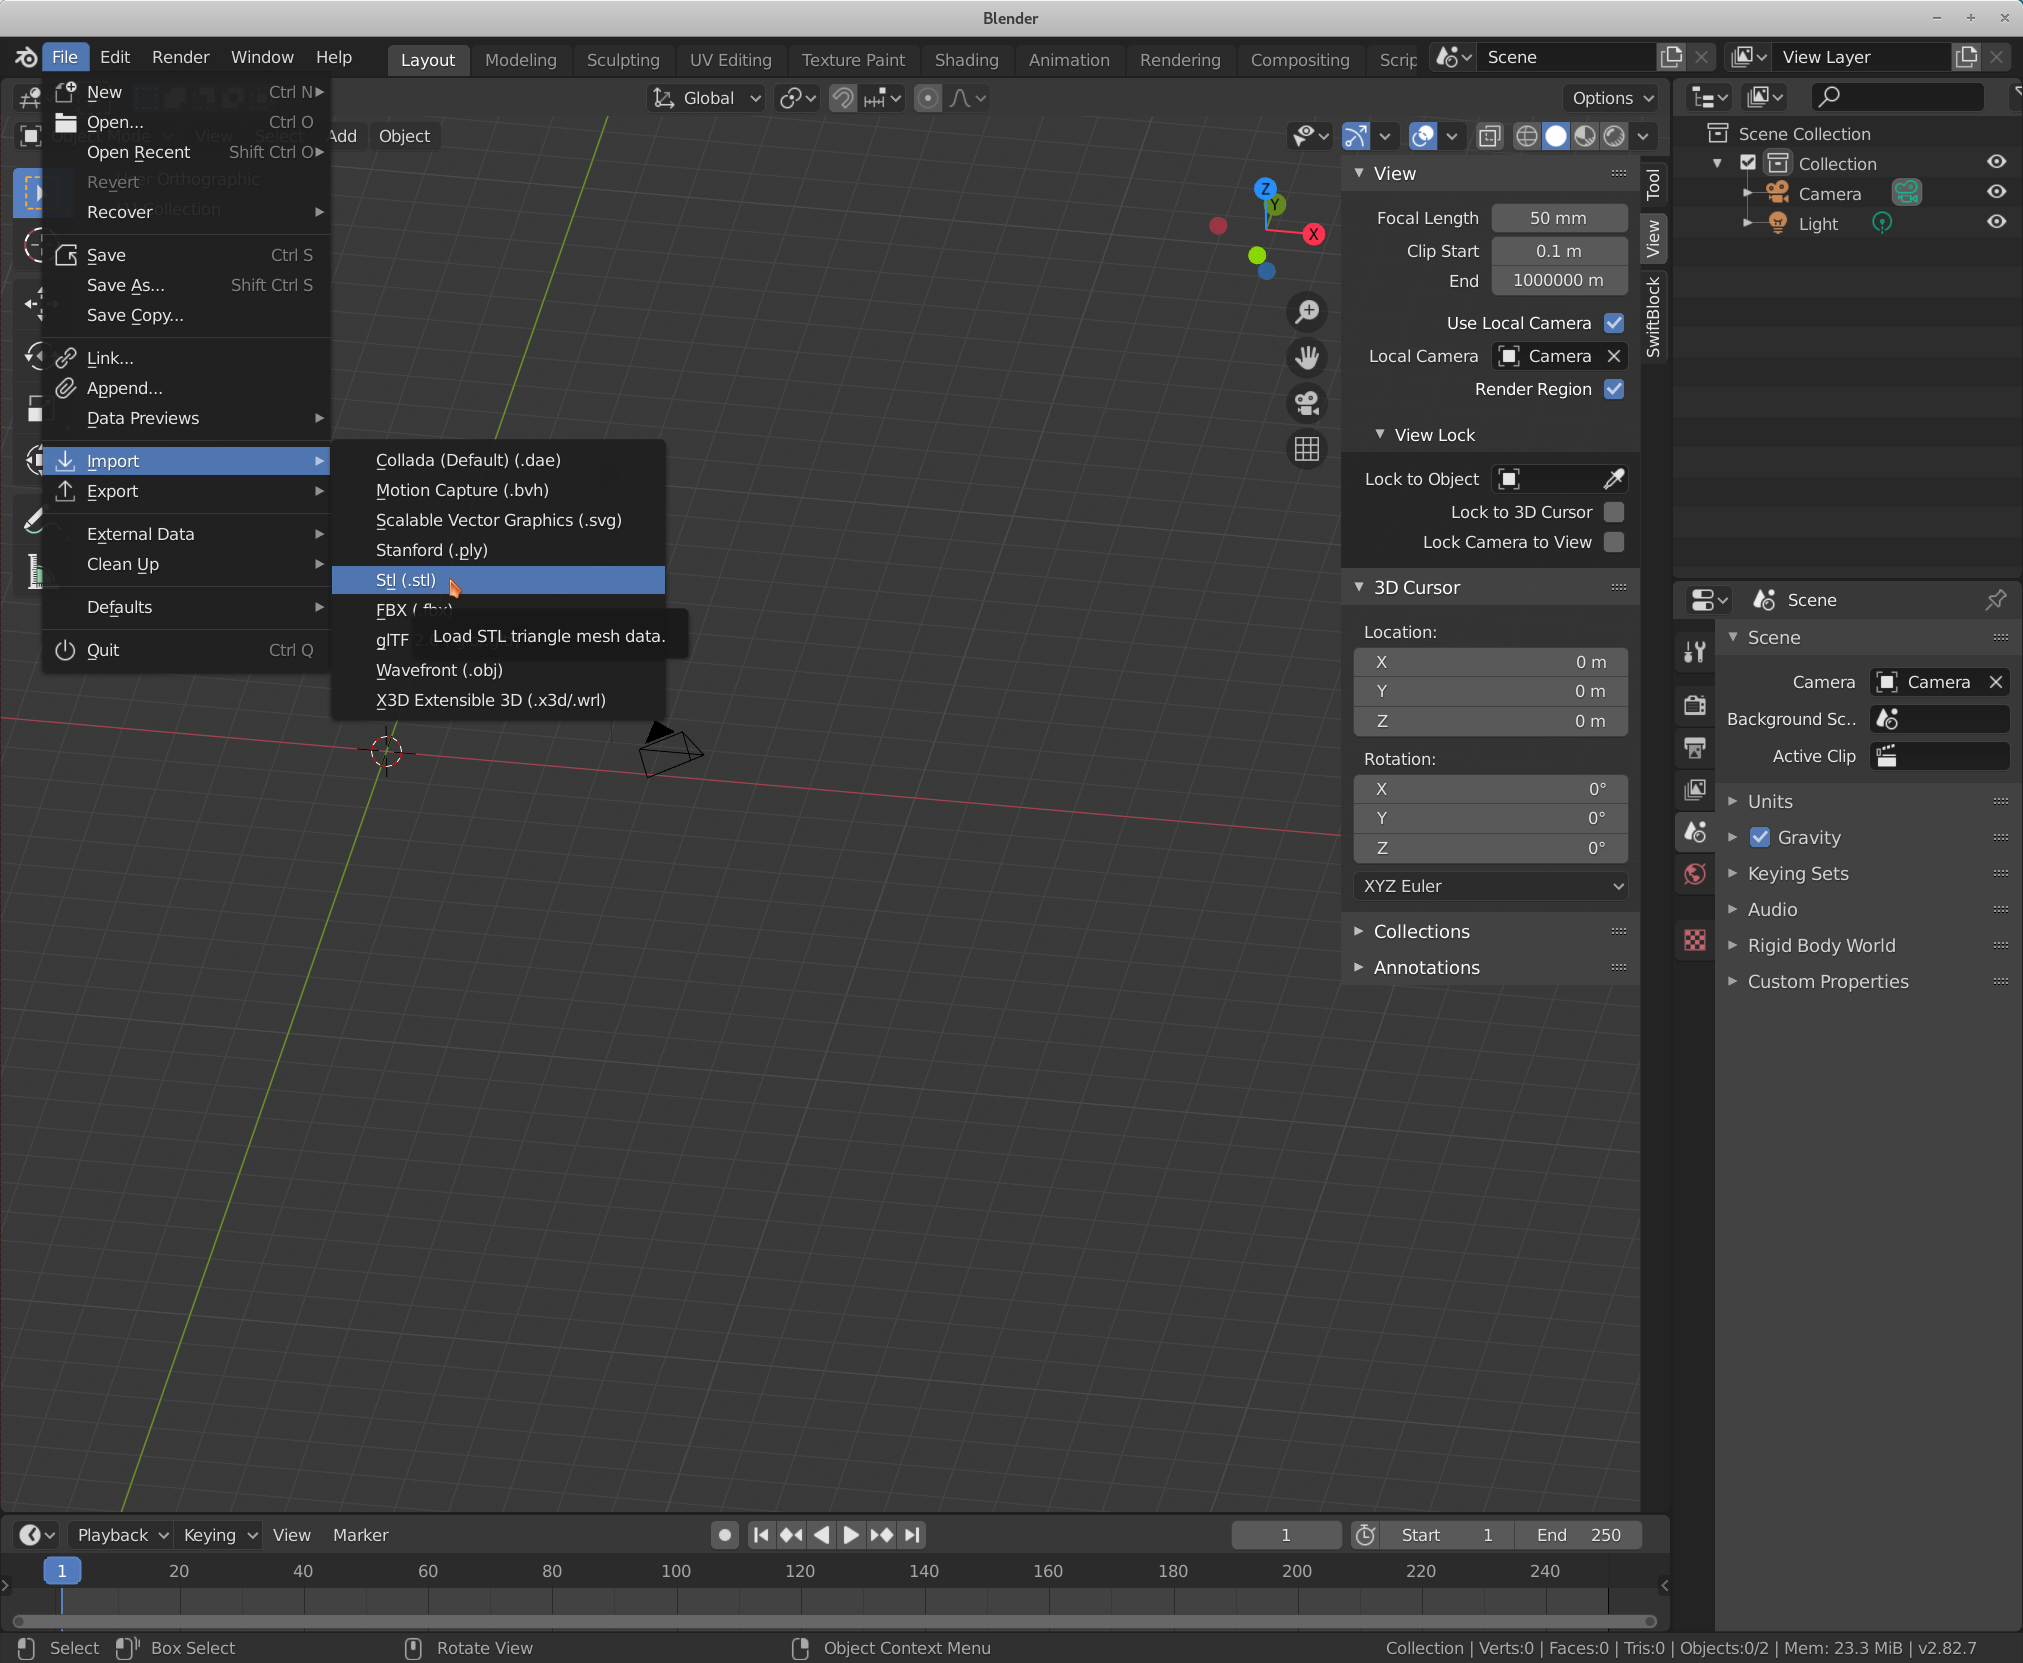 Blender
File Edit Render Window Help Layout Modeling Sculpting UV Editing Texture Paint Shading Animation Rendering Compositing Scrip Scene View Layer
Global Options
Add Object
New Ctrl N
Open... Ctrl O
Open Recent Shift Ctrl O
Revert
Recover
Save Ctrl S
Save As... Shift Ctrl S
Save Copy...
Link...
Append...
Data Previews
Import
Export
External Data
Clean Up
Defaults
Quit Ctrl Q
Collada (Default) (.dae)
Motion Capture (.bvh)
Scalable Vector Graphics (.svg)
Stanford (.ply)
Stl (.stl)
FBX (.fbx)
glTF
Load STL triangle mesh data.
Wavefront (.obj)
X3D Extensible 3D (.x3d/.wrl)
Z
Y
X
View
Focal Length 50 mm
Clip Start 0.1 m
End 1000000 m
Use Local Camera
Local Camera Camera
Render Region
View Lock
Lock to Object
Lock to 3D Cursor
Lock Camera to View
3D Cursor
Location:
X 0 m
Y 0 m
Z 0 m
Rotation:
X 0°
Y 0°
Z 0°
XYZ Euler
Collections
Annotations
Tool
View
SwiftBlock
Scene Collection
Collection
Camera
Light
Scene
Scene
Camera Camera
Background Sc..
Active Clip
Units
Gravity
Keying Sets
Audio
Rigid Body World
Custom Properties
Playback Keying View Marker 1 Start 1 End 250
1 20 40 60 80 100 120 140 160 180 200 220 240
Select Box Select Rotate View Object Context Menu Collection | Verts:0 | Faces:0 | Tris:0 | Objects:0/2 | Mem: 23.3 MiB | v2.82.7